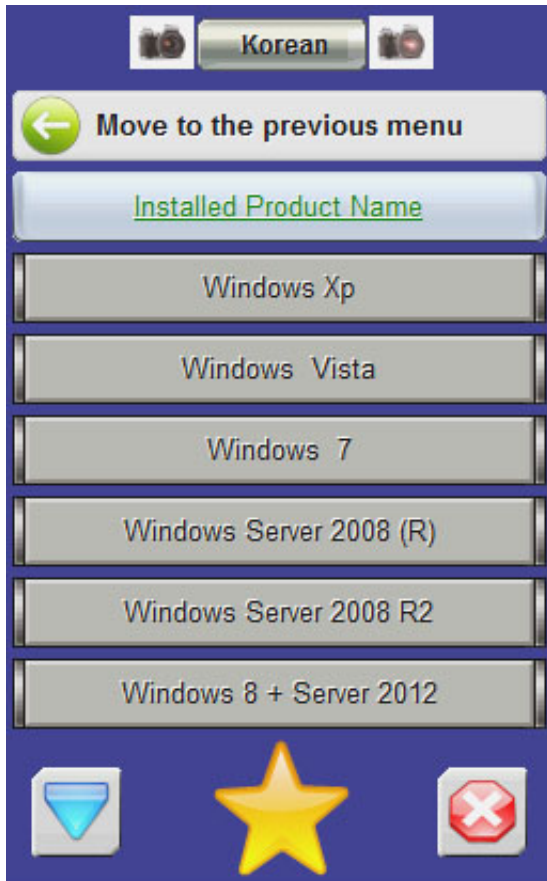 Korean
Move to the previous menu
Installed Product Name
Windows Xp
Windows  Vista
Windows  7
Windows Server 2008 (R)
Windows Server 2008 R2
Windows 8 + Server 2012